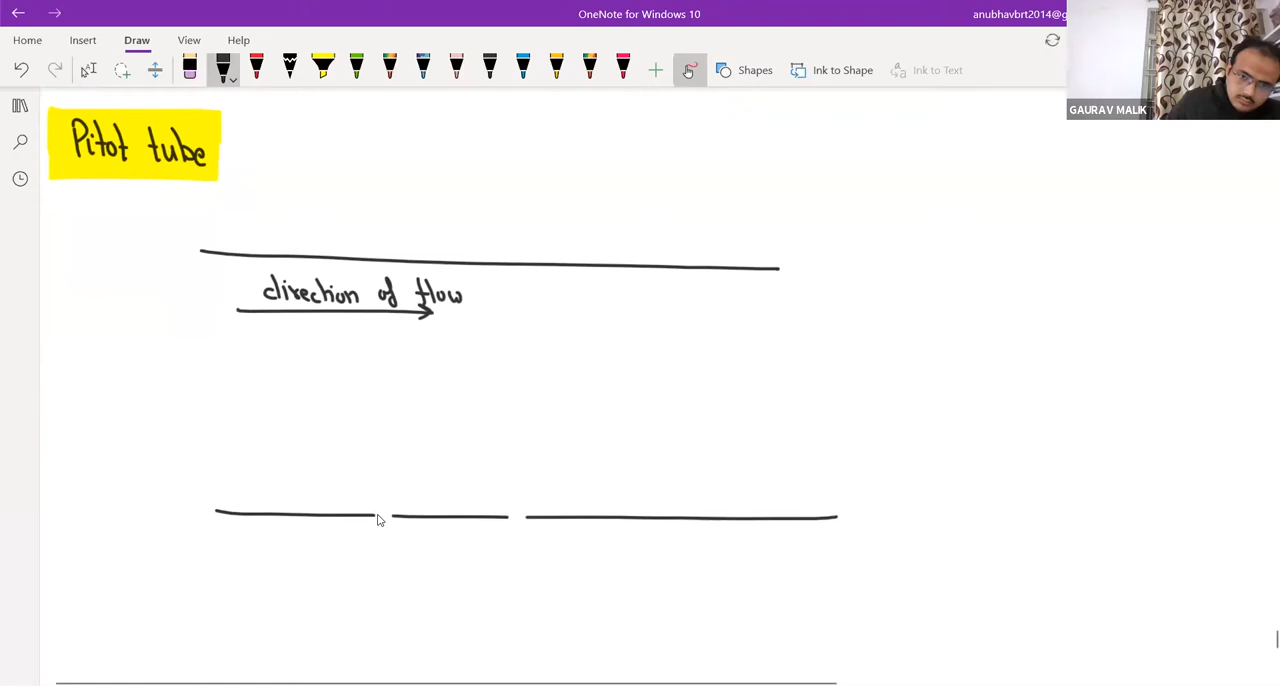 OneNote for Windows 10
anubhavbrt2014@g
Home Insert Draw View Help
Shapes Ink to Shape Ink to Text
GAURAV MALIK
Pitot tube
direction of flow